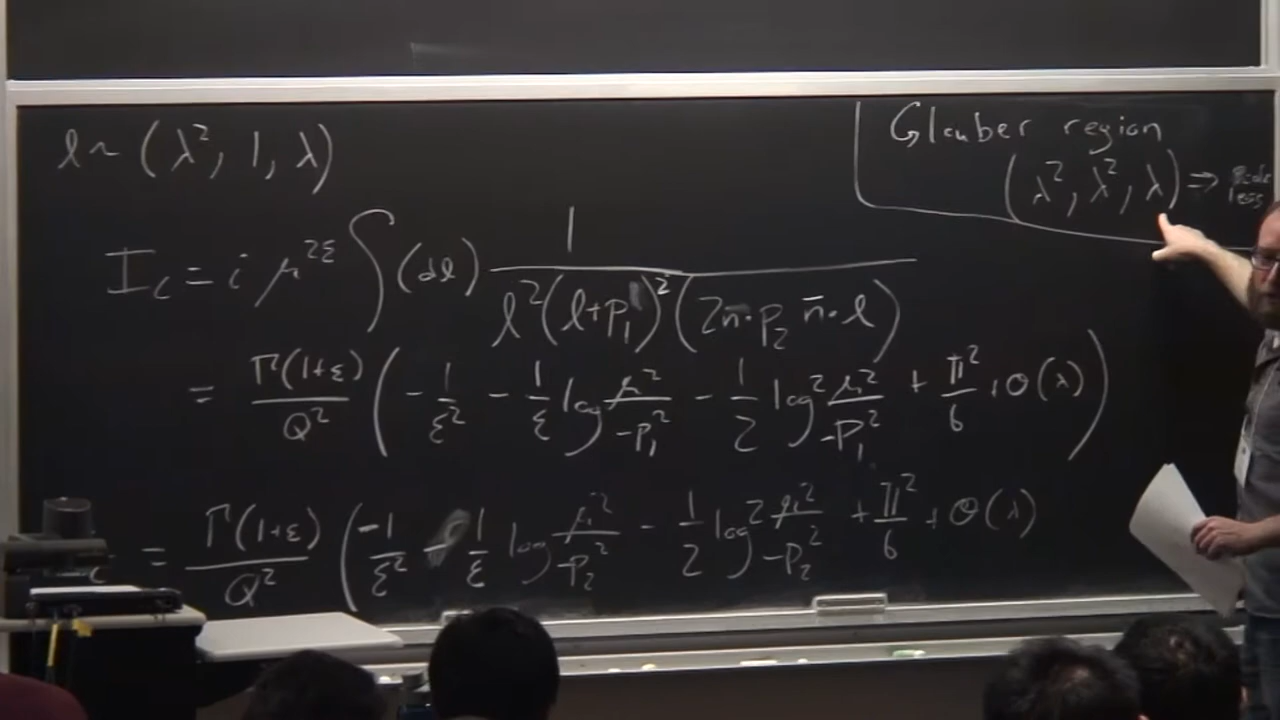 l ~ (λ², 1, λ)
Glauber region
(λ², λ², λ) ⇒ scale less
I_c = i μ^{2ε} ∫ (dl) 1 / l² (l+p₁)² (2n·p₂ n̄·l)
= Γ(1+ε)/Q² ( - 1/ε² - 1/ε log μ²/-p₁² - 1/2 log² μ²/-P₁² + π²/6 + O(λ) )
= Γ(1+ε)/Q² ( -1/ε² - 1/ε log μ²/-P₂² - 1/2 log² μ²/-P₂² + π²/6 + O(λ)